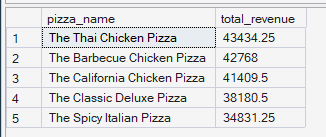 pizza_name total_revenue
1 The Thai Chicken Pizza 43434.25
2 The Barbecue Chicken Pizza 42768
3 The California Chicken Pizza 41409.5
4 The Classic Deluxe Pizza 38180.5
5 The Spicy Italian Pizza 34831.25